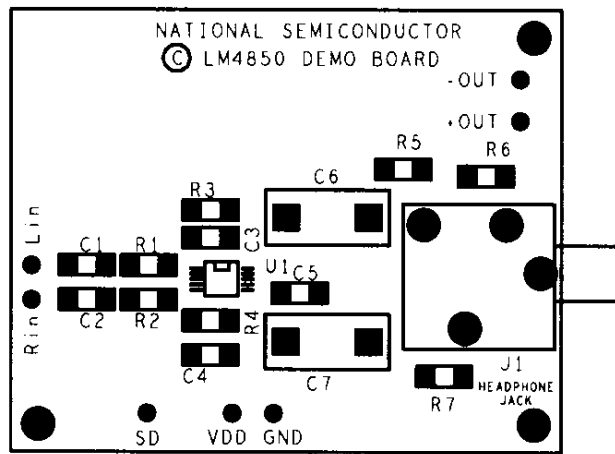 NATIONAL SEMICONDUCTOR
© LM4850 DEMO BOARD
-OUT
+OUT
R5
R6
C6
R3
C3
Lin
C1
R1
U1
C5
Rin
C2
R2
R4
C4
C7
J1
HEADPHONE
JACK
R7
SD
VDD
GND